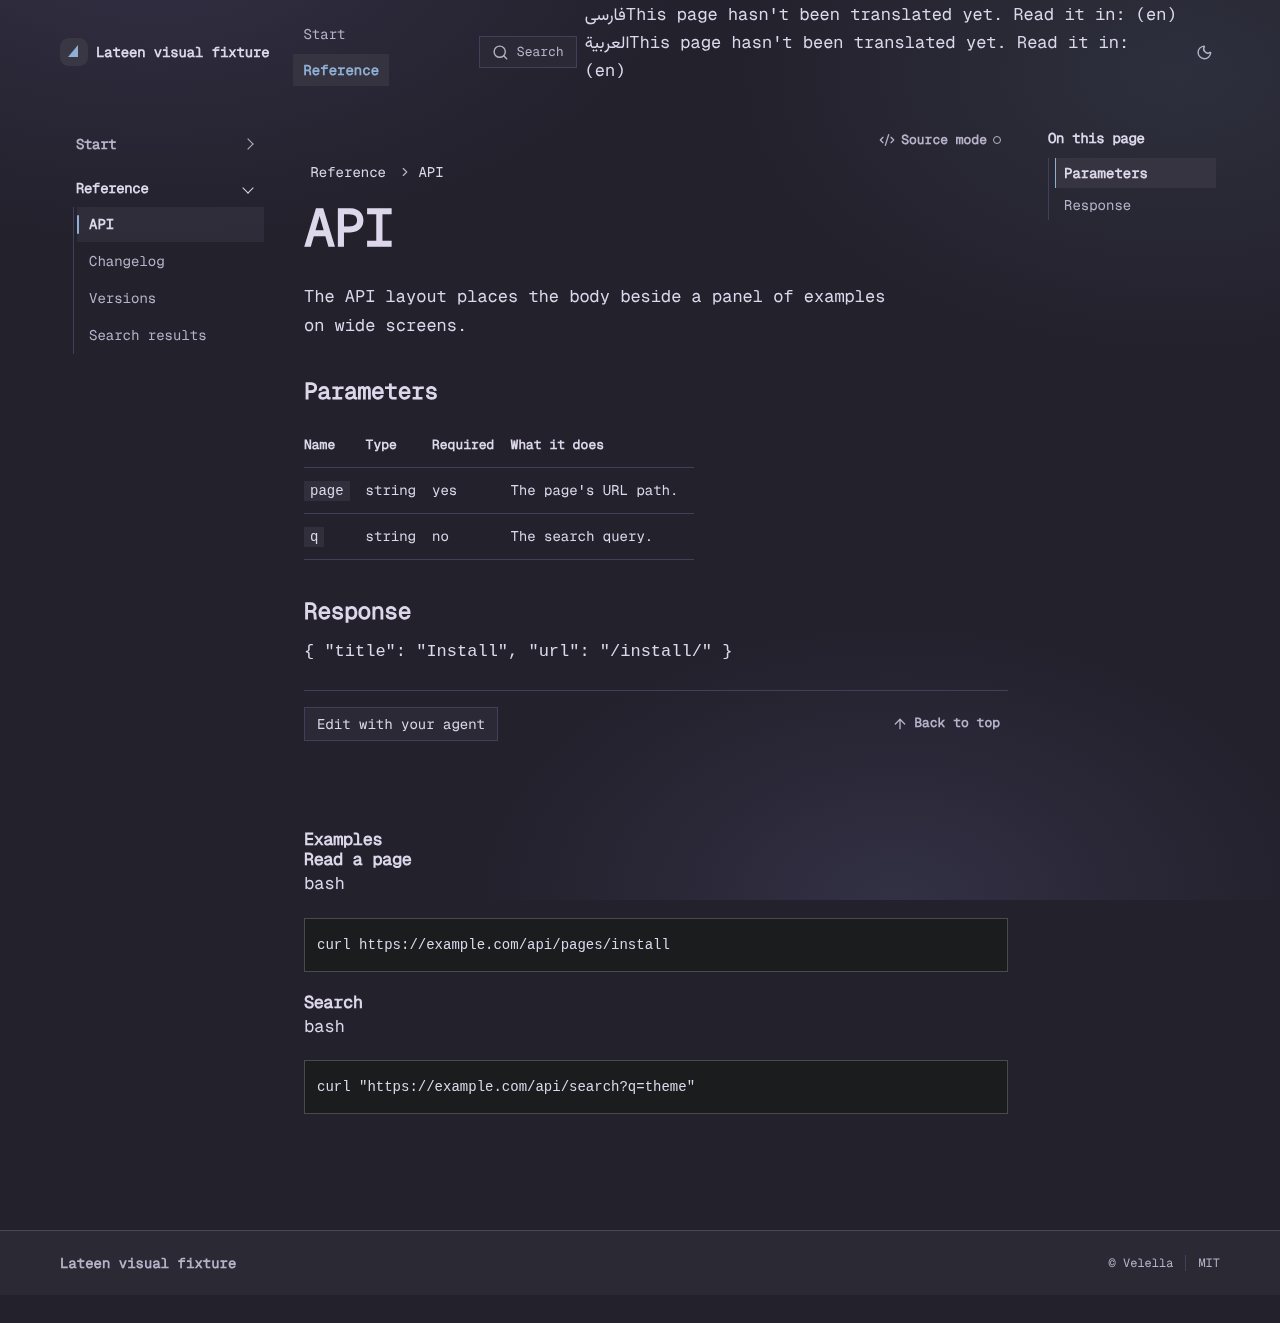 Lateen visual fixture
Start
Reference
Search
فارسیThis page hasn't been translated yet. Read it in: (en)
العربيةThis page hasn't been translated yet. Read it in:
(en)
Start
Reference
API
Changelog
Versions
Search results
Source mode
Reference
API
API
The API layout places the body beside a panel of examples
on wide screens.
Parameters
Name Type Required What it does
page string yes The page's URL path.
q string no The search query.
Response
{ "title": "Install", "url": "/install/" }
Edit with your agent
Back to top
Examples
Read a page
bash
curl https://example.com/api/pages/install
Search
bash
curl "https://example.com/api/search?q=theme"
On this page
Parameters
Response
Lateen visual fixture
© Velella
MIT